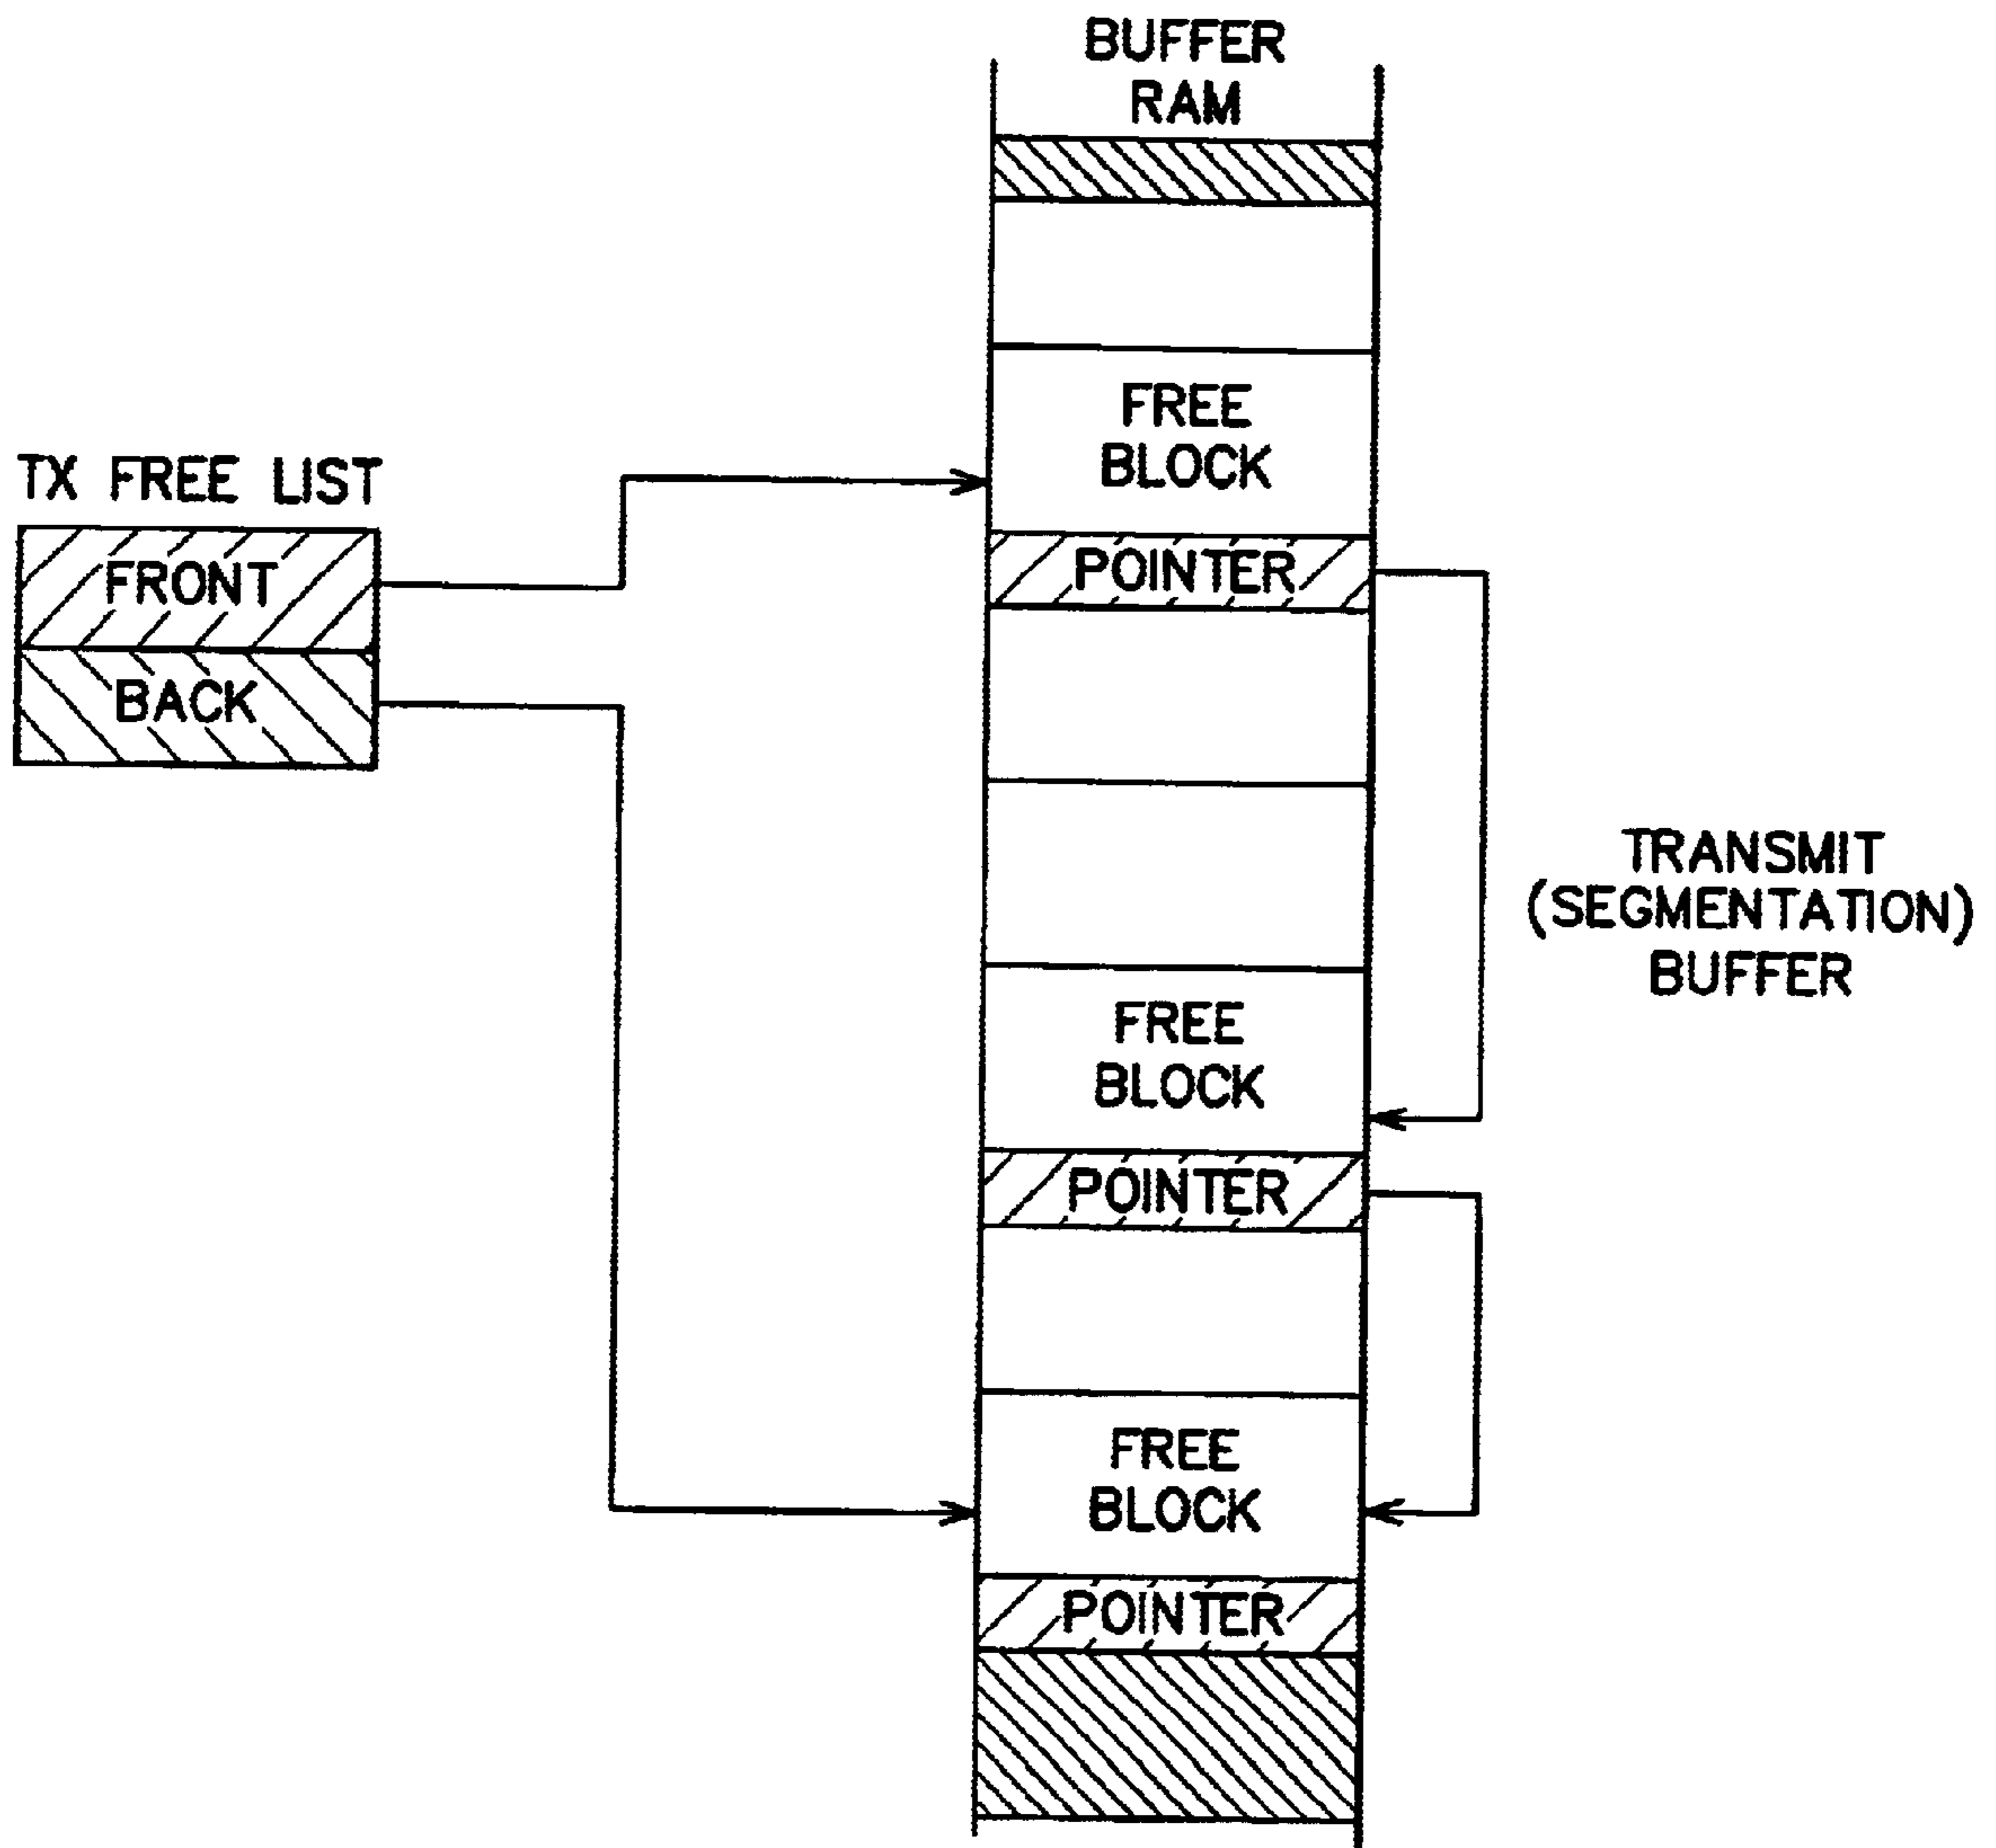 BUFFER
RAM
FREE
BLOCK
TX FREE LIST
FRONT
POINTER
BACK
TRANSMIT
(SEGMENTATION)
BUFFER
FREE
BLOCK
POINTER
FREE
BLOCK
POINTER